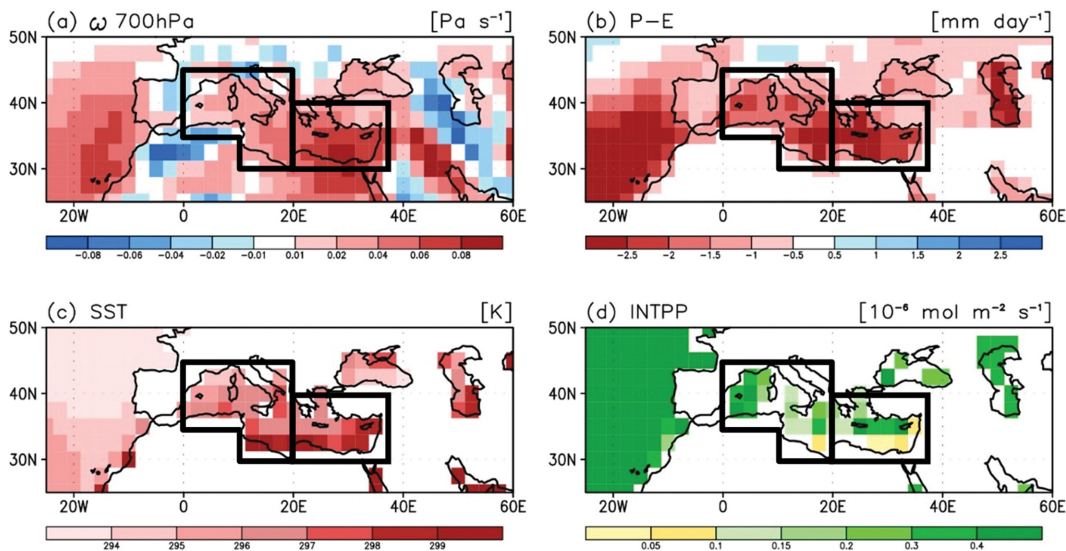 (a) ω 700hPa [Pa s⁻¹]
50N
40N
30N
20W 0 20E 40E 60E
-0.08 -0.06 -0.04 -0.02 -0.01 0.01 0.02 0.04 0.06 0.08
(b) P-E [mm day⁻¹]
50N
40N
30N
20W 0 20E 40E 60E
-2.5 -2 -1.5 -1 -0.5 0.5 1 1.5 2 2.5
(c) SST [K]
50N
40N
30N
20W 0 20E 40E 60E
294 295 296 297 298 299
(d) INTPP [10⁻⁶ mol m⁻² s⁻¹]
50N
40N
30N
20W 0 20E 40E 60E
0.05 0.1 0.15 0.2 0.3 0.4